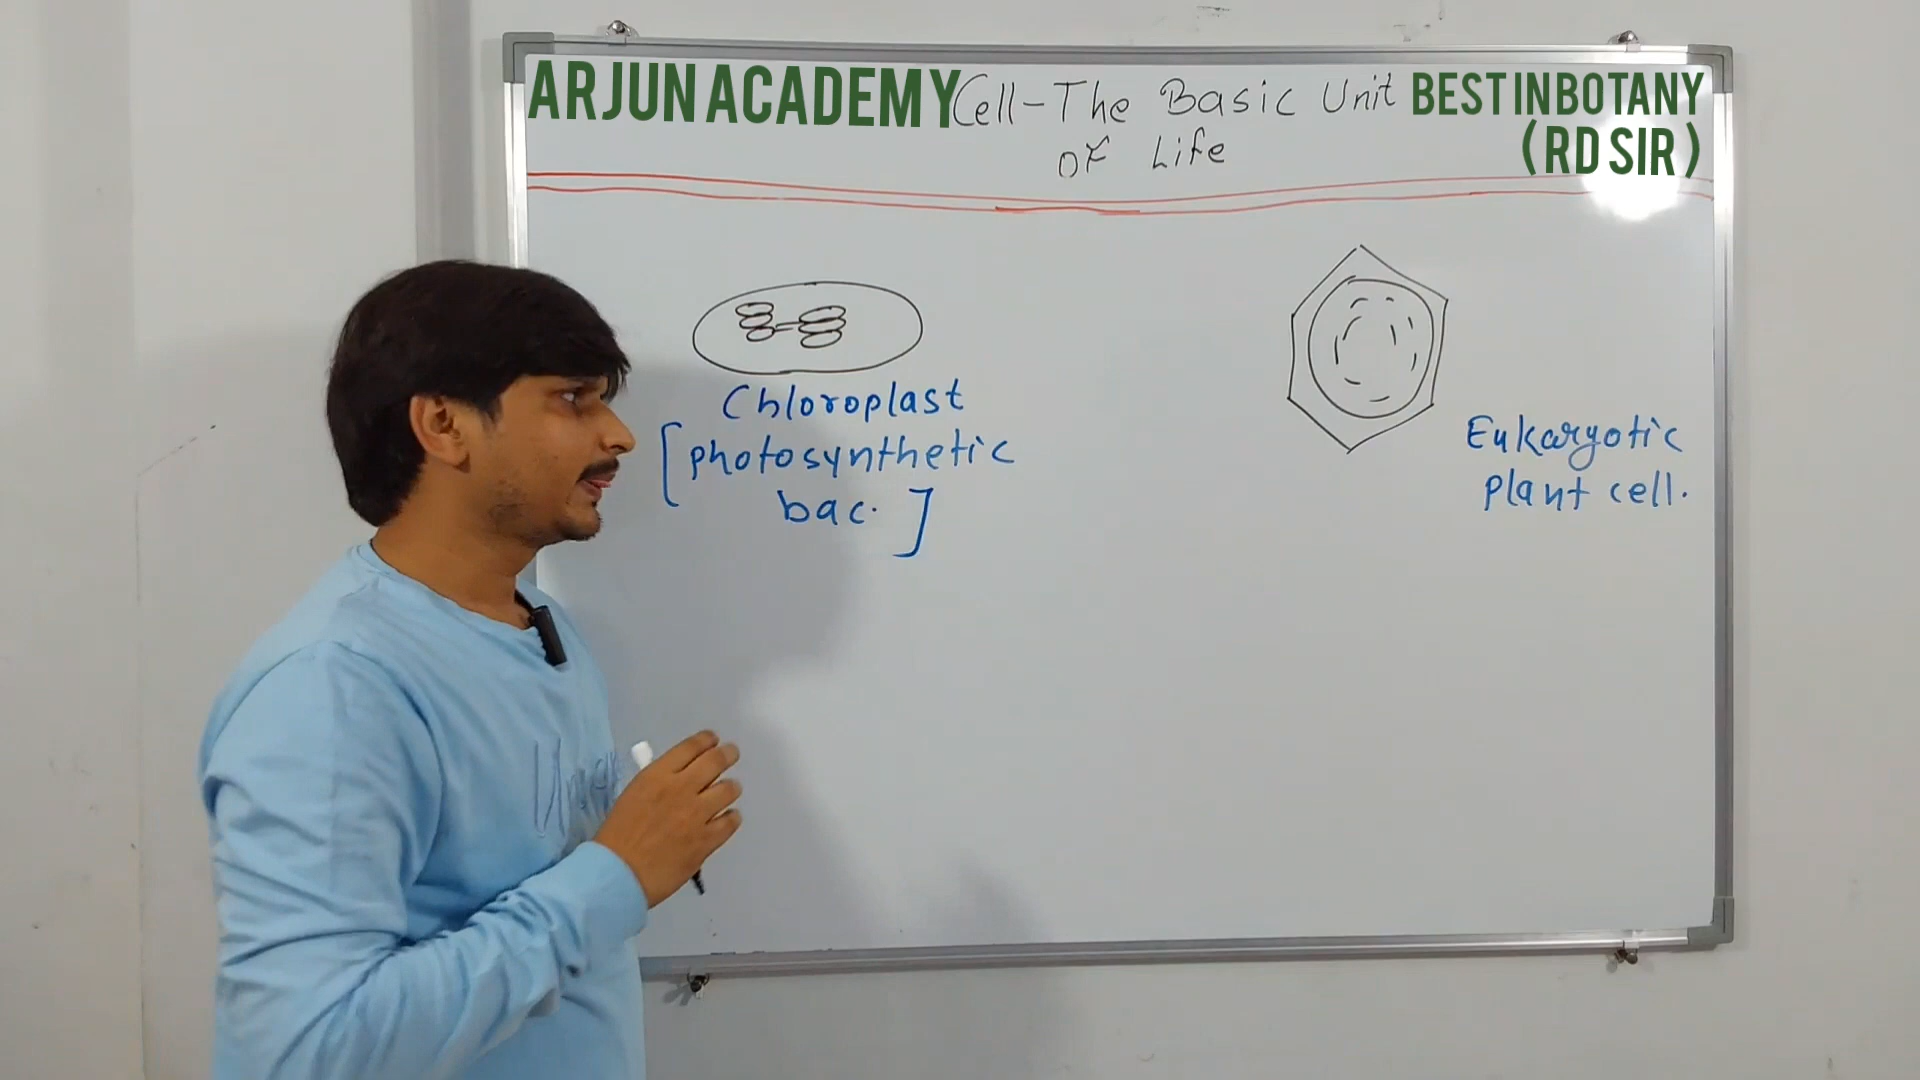 ARJUN ACADEMY
Cell-The Basic Unit
of Life
BEST IN BOTANY
(RD SIR)
Chloroplast
[photosynthetic
bac.]
Eukaryotic
plant cell.